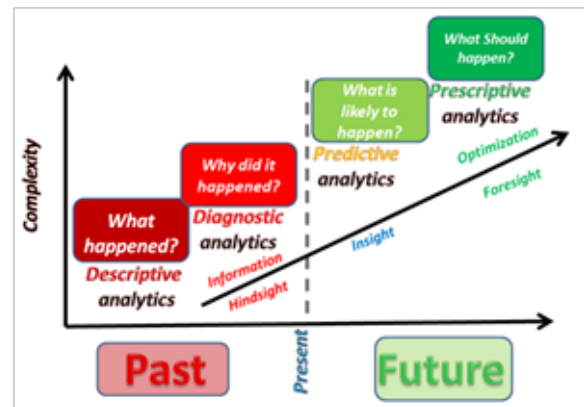 What Should
happen?
Prescriptive
analytics
What is
likely to
happen?
Predictive
analytics
Why did it
happened?
Diagnostic
analytics
What
happened?
Descriptive
analytics
Complexity
Information
Hindsight
Insight
Optimization
Foresight
Present
Past
Future